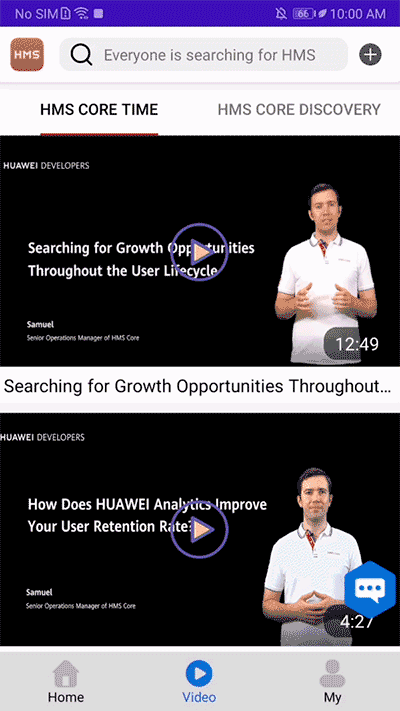 No SIM 66 10:00 AM
HMS Everyone is searching for HMS
HMS CORE TIME HMS CORE DISCOVERY
HUAWEI DEVELOPERS
Searching for Growth Opportunities
Throughout the User Lifecycle
Samuel
Senior Operations Manager of HMS Core
12:49
Searching for Growth Opportunities Throughout...
HUAWEI DEVELOPERS
How Does HUAWEI Analytics Improve
Your User Retention Rate?
Samuel
Senior Operations Manager of HMS Core
4:27
Home Video My